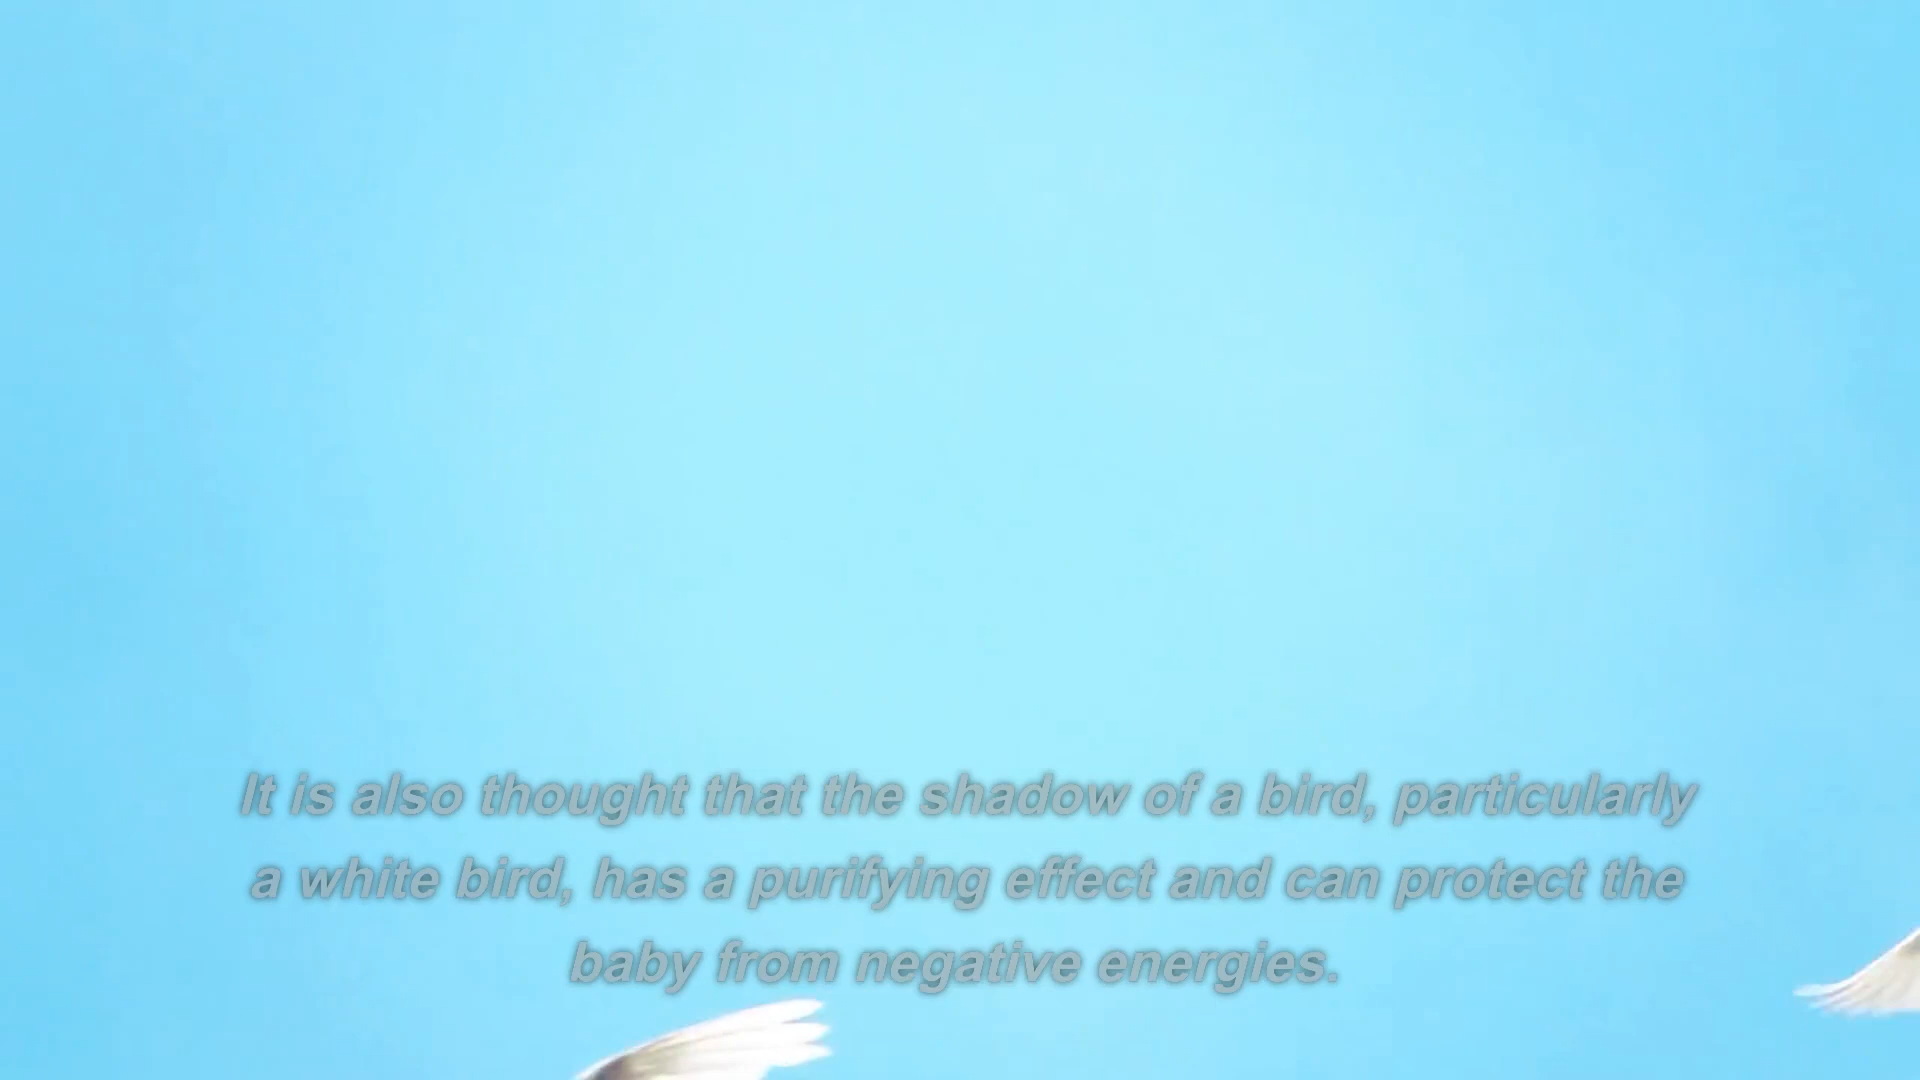 It is also thought that the shadow of a bird, particularly
a white bird, has a purifying effect and can protect the
baby from negative energies.